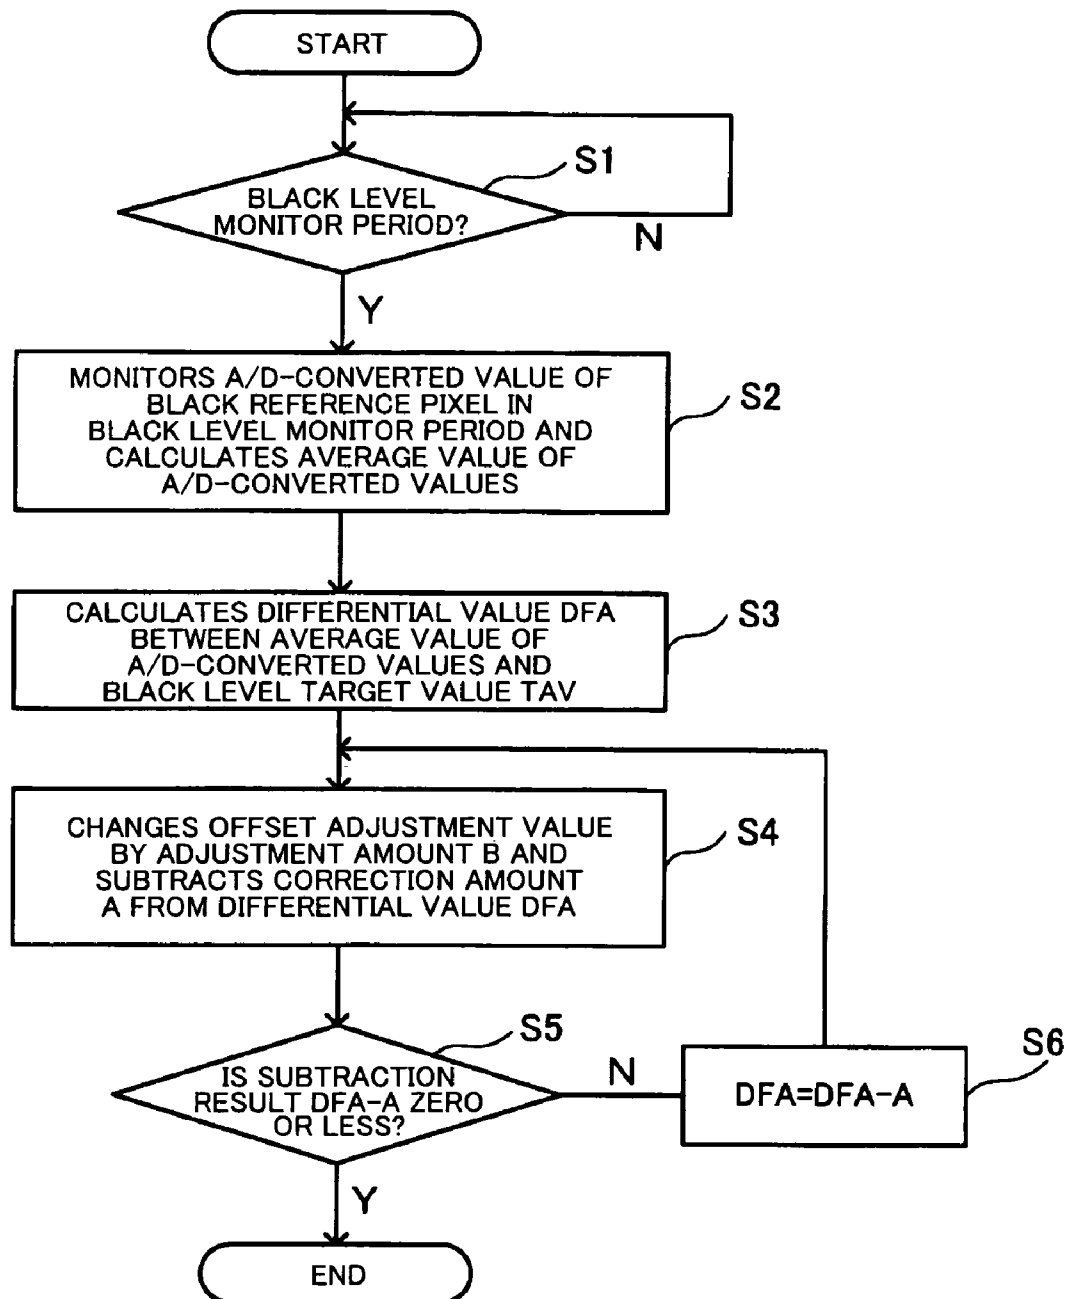 START
S1
BLACK LEVEL
MONITOR PERIOD?
N
Y
MONITORS A/D-CONVERTED VALUE OF
BLACK REFERENCE PIXEL IN
BLACK LEVEL MONITOR PERIOD AND
CALCULATES AVERAGE VALUE OF
A/D-CONVERTED VALUES
S2
CALCULATES DIFFERENTIAL VALUE DFA
BETWEEN AVERAGE VALUE OF
A/D-CONVERTED VALUES AND
BLACK LEVEL TARGET VALUE TAV
S3
CHANGES OFFSET ADJUSTMENT VALUE
BY ADJUSTMENT AMOUNT B AND
SUBTRACTS CORRECTION AMOUNT
A FROM DIFFERENTIAL VALUE DFA
S4
S5
IS SUBTRACTION
RESULT DFA-A ZERO
OR LESS?
N
S6
DFA=DFA-A
Y
END